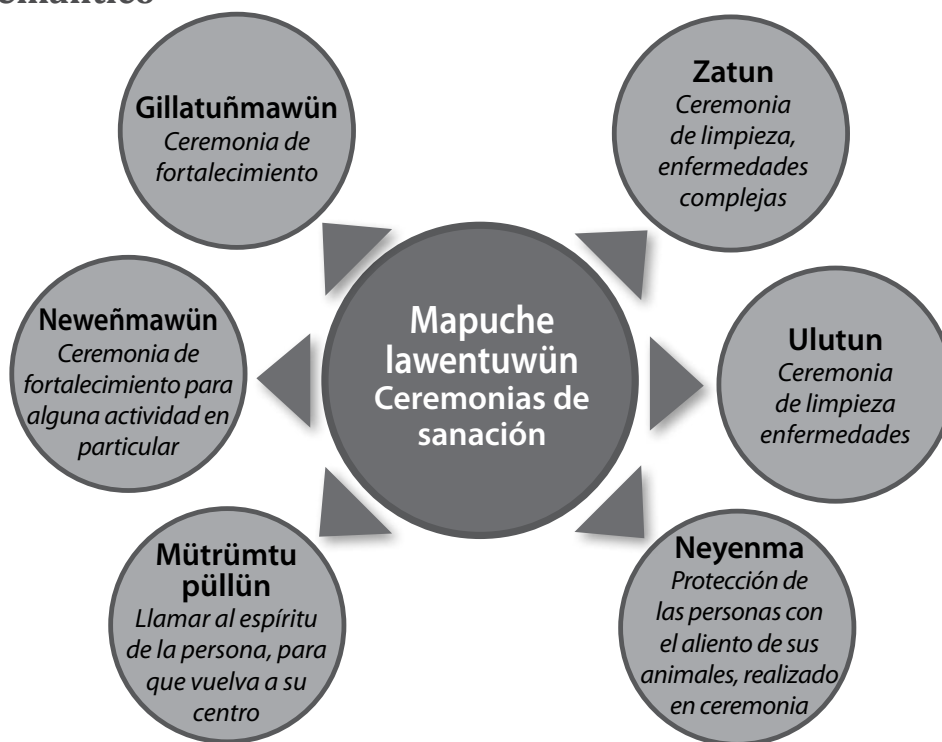 Gillatuñmawün
Ceremonia de
fortalecimiento
Zatun
Ceremonia
de limpieza,
enfermedades
complejas
Neweñmawün
Ceremonia de
fortalecimiento para
alguna actividad en
particular
Mapuche
lawentuwün
Ceremonias de
sanación
Ulutun
Ceremonia
de limpieza
enfermedades
Mütrümtu
püllün
Llamar al espíritu
de la persona, para
que vuelva a su
centro
Neyenma
Protección de
las personas con
el aliento de sus
animales, realizado
en ceremonia